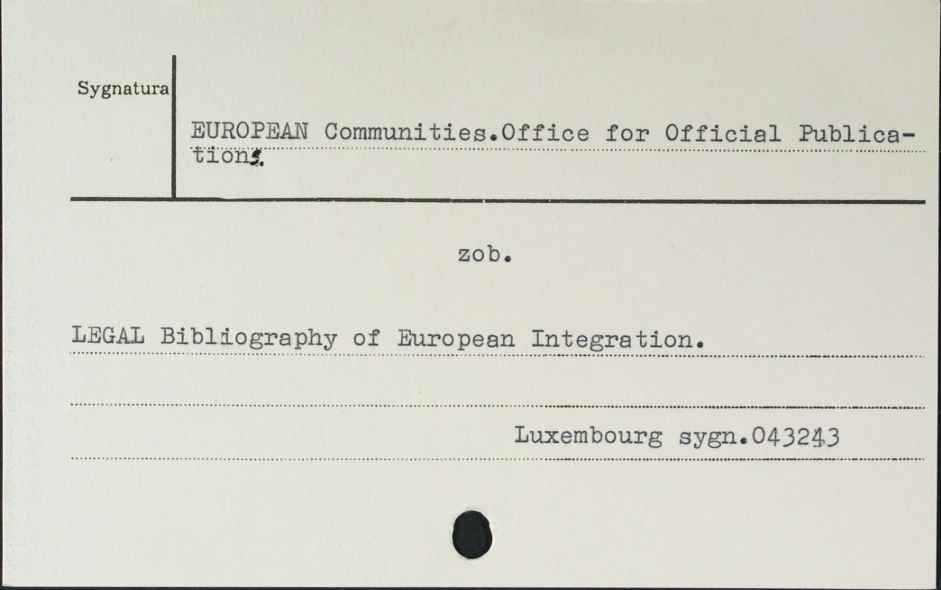 Sygnatura
EUROPEAN Communities.Office for Official Publica-
tions.
zob.
LEGAL Bibliography of European Integration.
Luxembourg sygn.043243